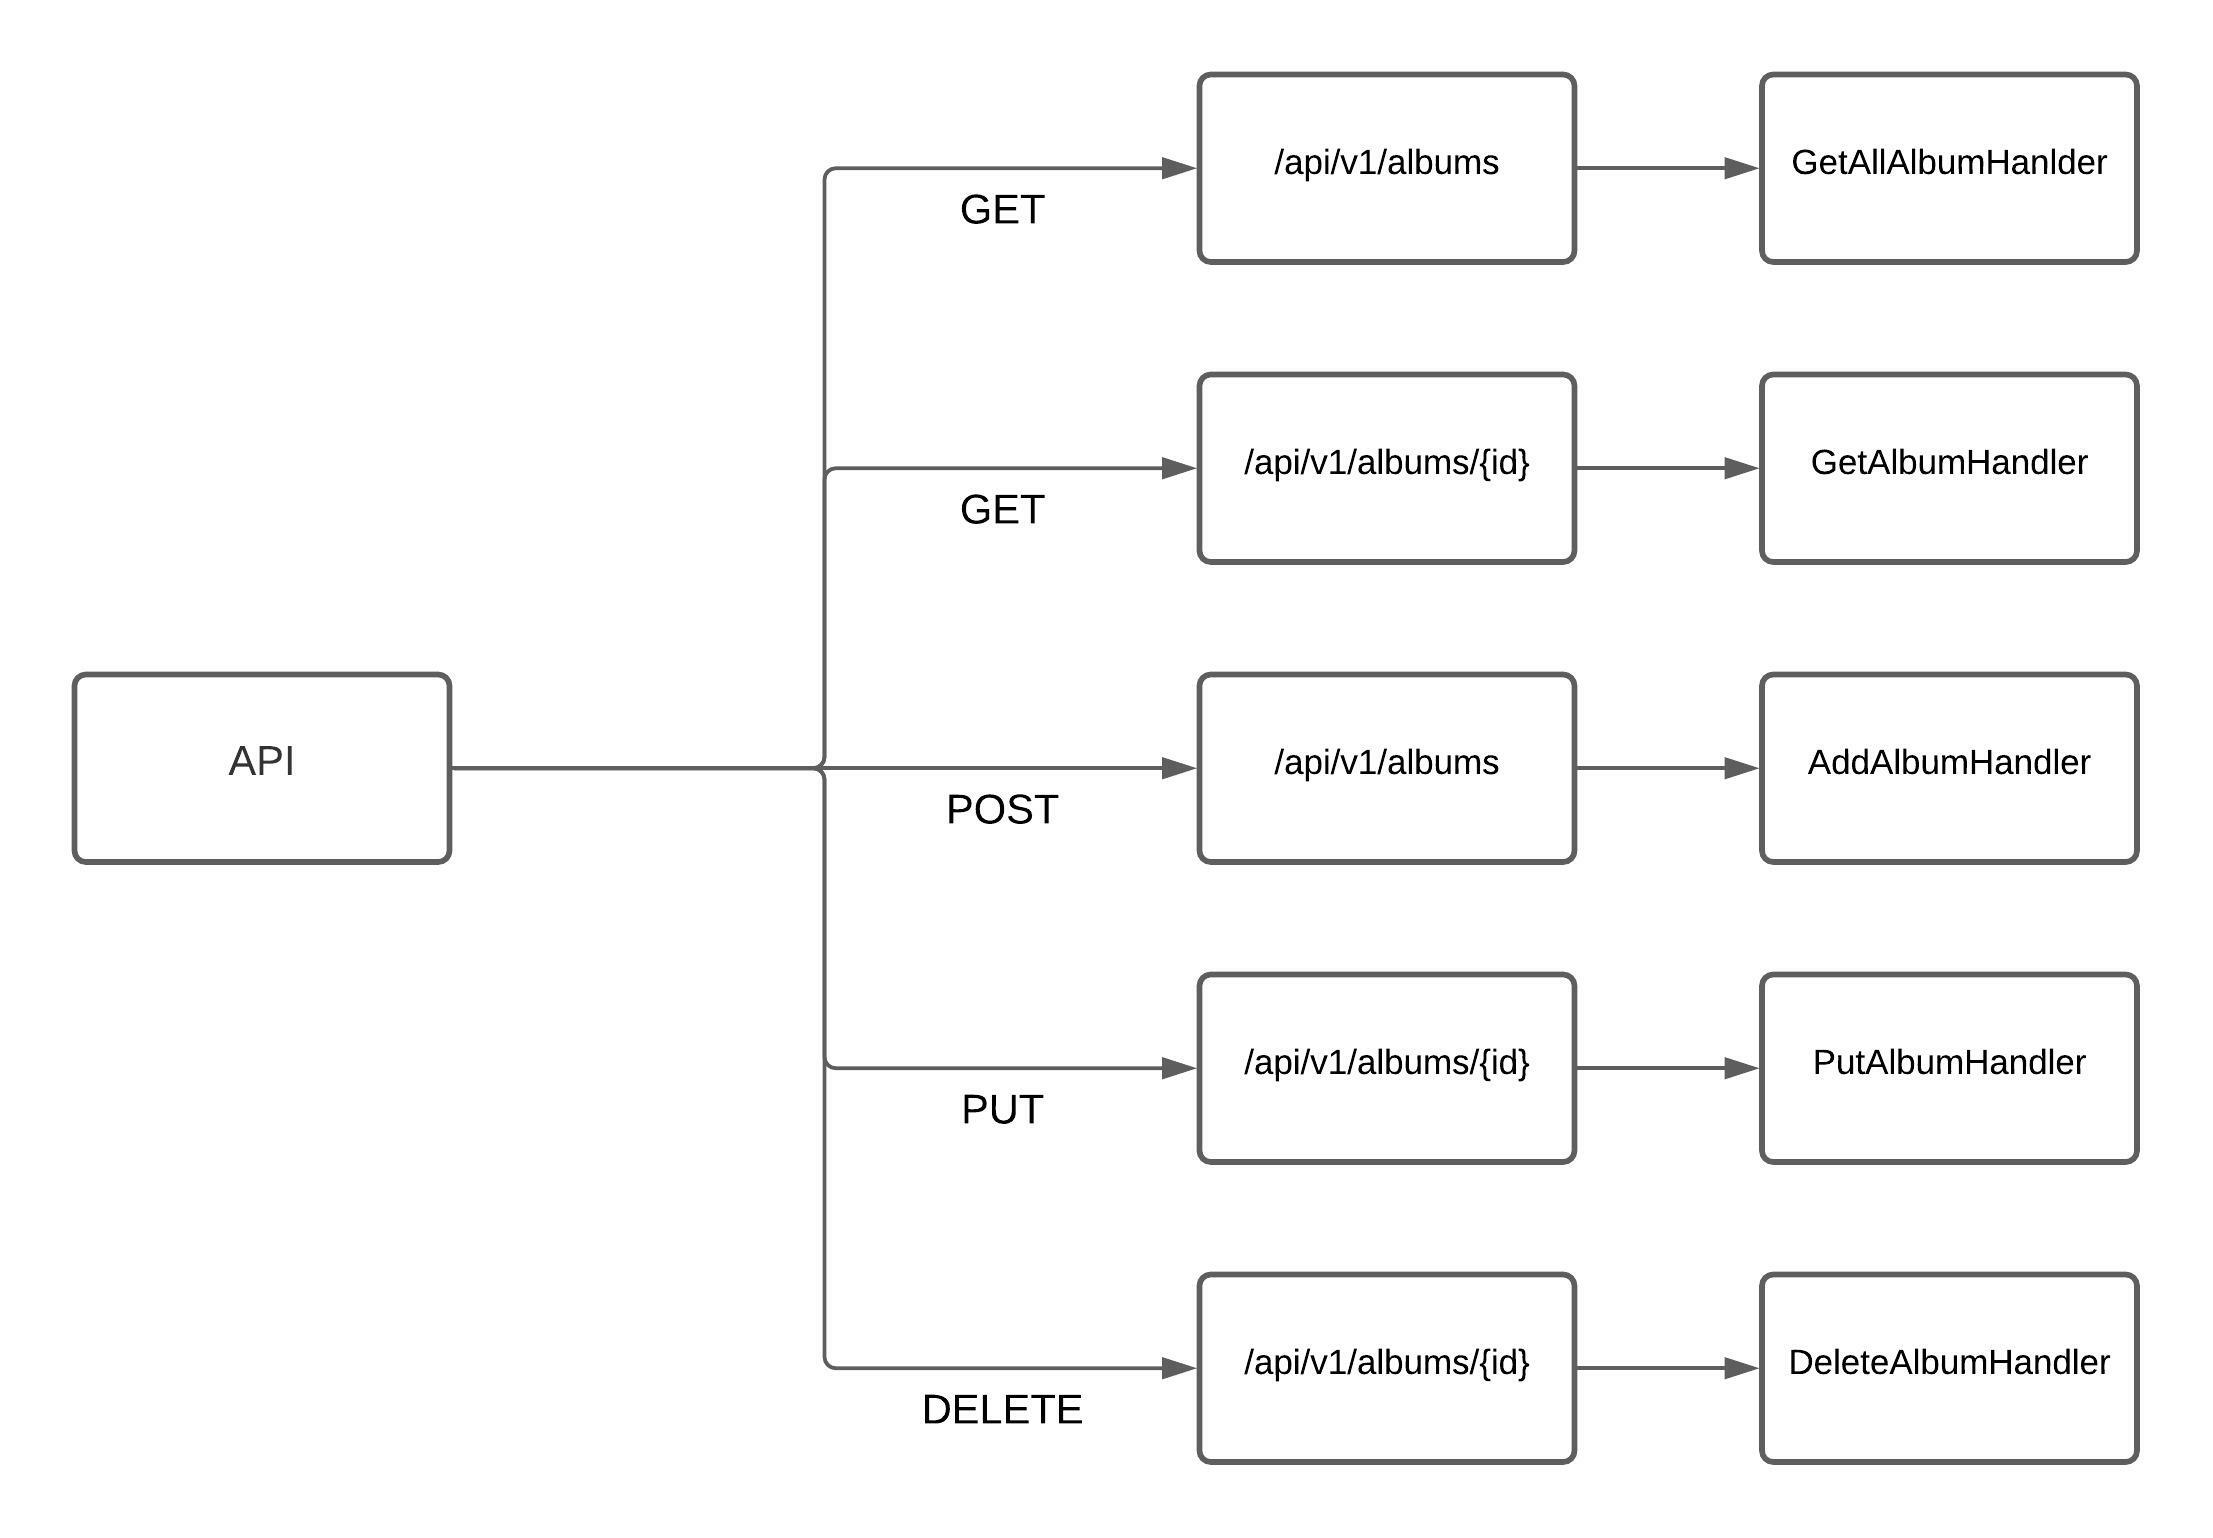 /api/v1/albums
GetAllAlbumHanlder
GET
/api/v1/albums/{id}
GetAlbumHandler
GET
API
/api/v1/albums
AddAlbumHandler
POST
/api/v1/albums/{id}
PutAlbumHandler
PUT
/api/v1/albums/{id}
DeleteAlbumHandler
DELETE